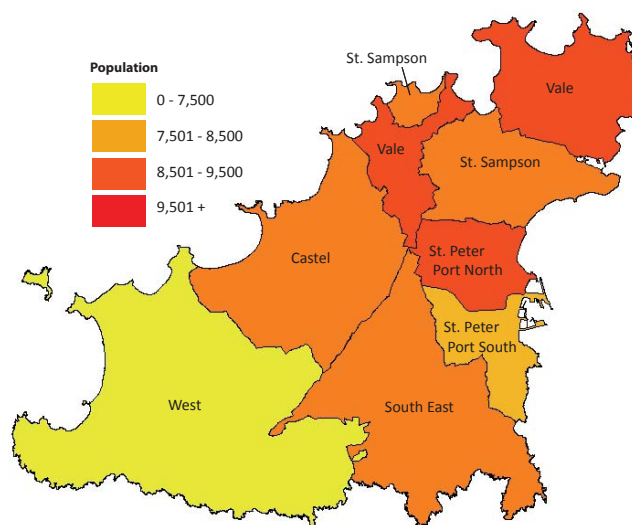 Population
0 - 7,500
7,501 - 8,500
8,501 - 9,500
9,501 +
St. Sampson
Vale
Vale
St. Sampson
Castel
St. Peter
Port North
St. Peter
Port South
West
South East